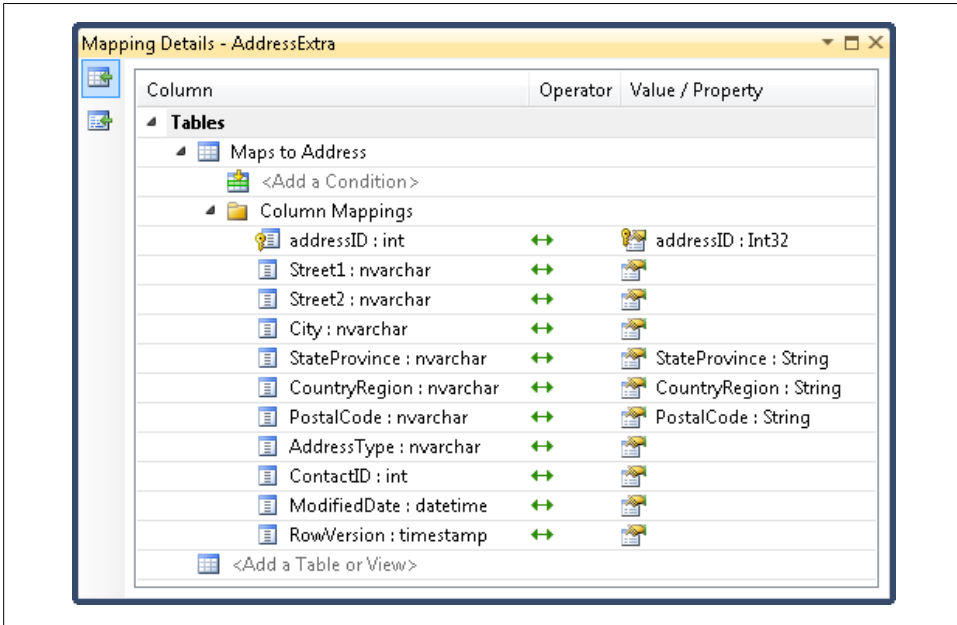 Mapping Details - AddressExtra
Column Operator Value / Property
Tables
Maps to Address
<Add a Condition>
Column Mappings
addressID : int addressID : Int32
Street1 : nvarchar
Street2 : nvarchar
City : nvarchar
StateProvince : nvarchar StateProvince : String
CountryRegion : nvarchar CountryRegion : String
PostalCode : nvarchar PostalCode : String
AddressType : nvarchar
ContactID : int
ModifiedDate : datetime
RowVersion : timestamp
<Add a Table or View>